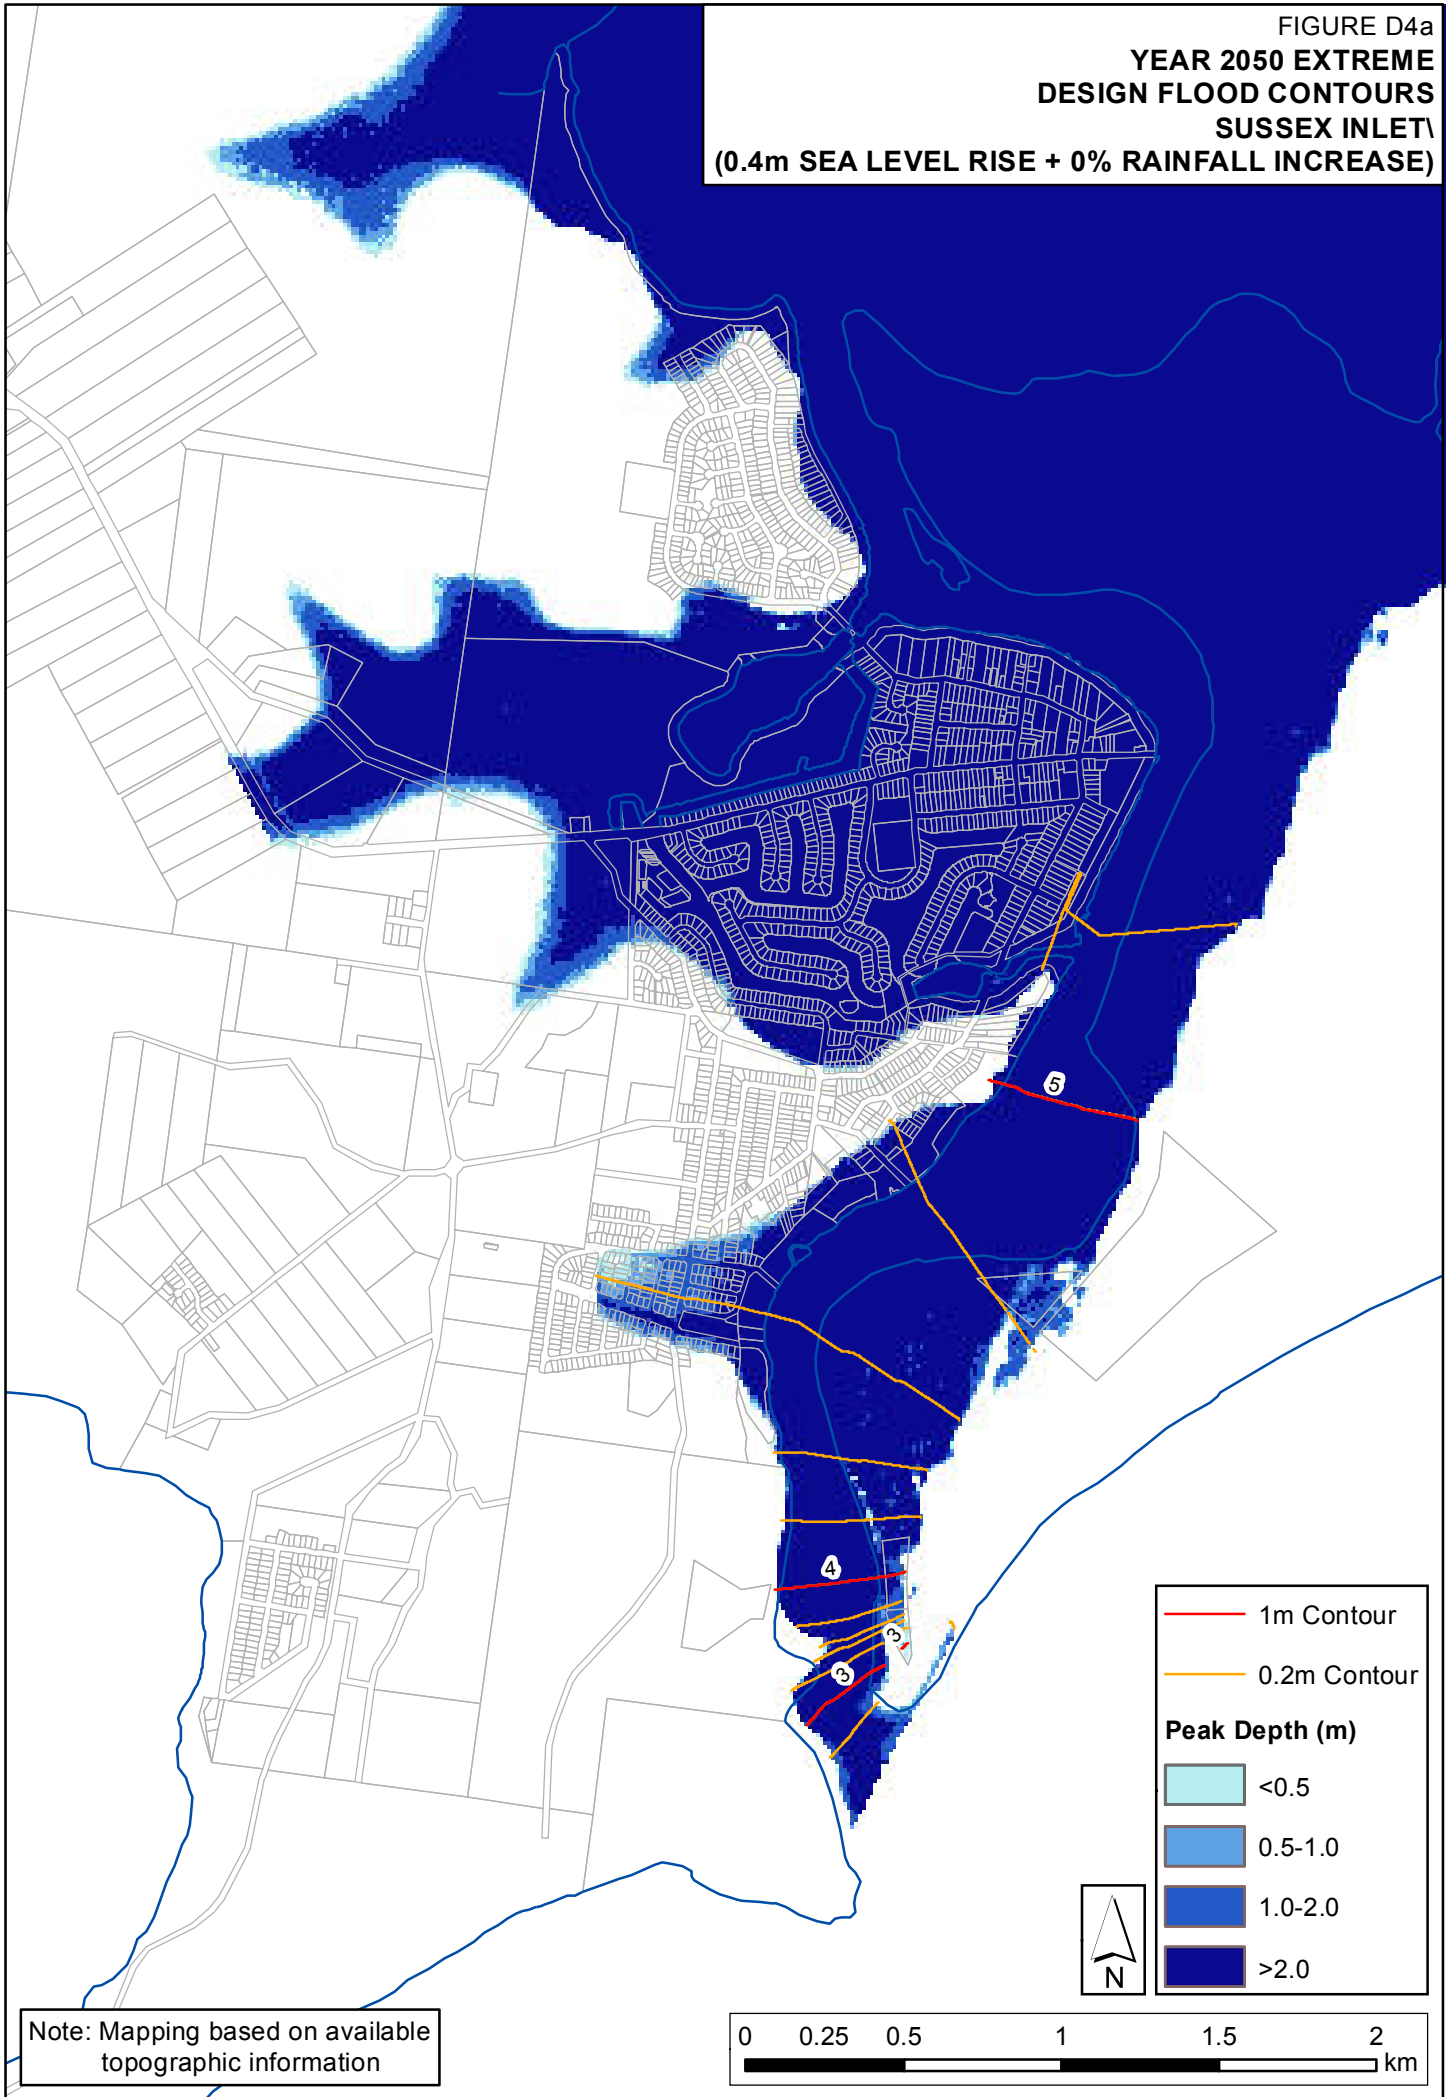 FIGURE D4a
YEAR 2050 EXTREME
DESIGN FLOOD CONTOURS
SUSSEX INLET\
(0.4m SEA LEVEL RISE + 0% RAINFALL INCREASE)
5
4
3
3
1m Contour
0.2m Contour
Peak Depth (m)
<0.5
0.5-1.0
1.0-2.0
>2.0
N
Note: Mapping based on available
topographic information
0 0.25 0.5 1 1.5 2
km